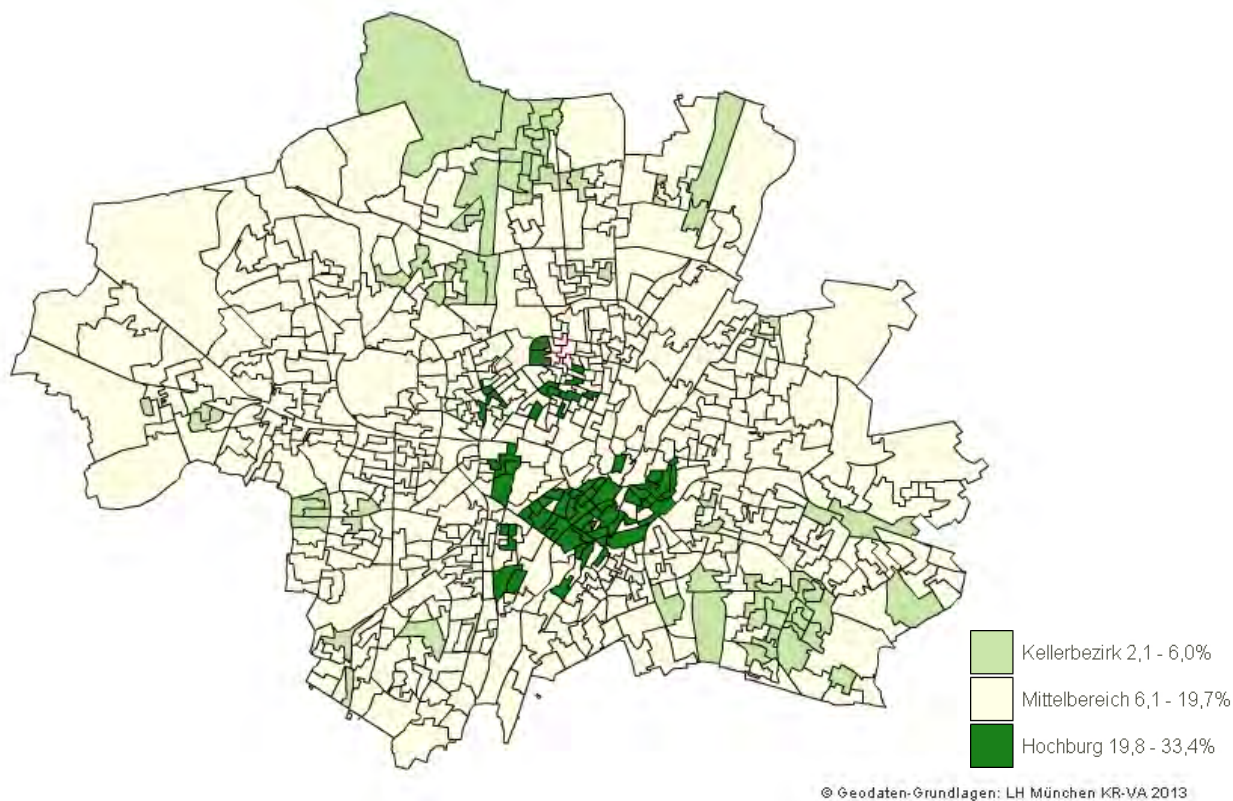 Kellerbezirk 2,1 - 6,0%
Mittelbereich 6,1 - 19,7%
Hochburg 19,8 - 33,4%
© Geodaten-Grundlagen: LH München KR-VA 2013